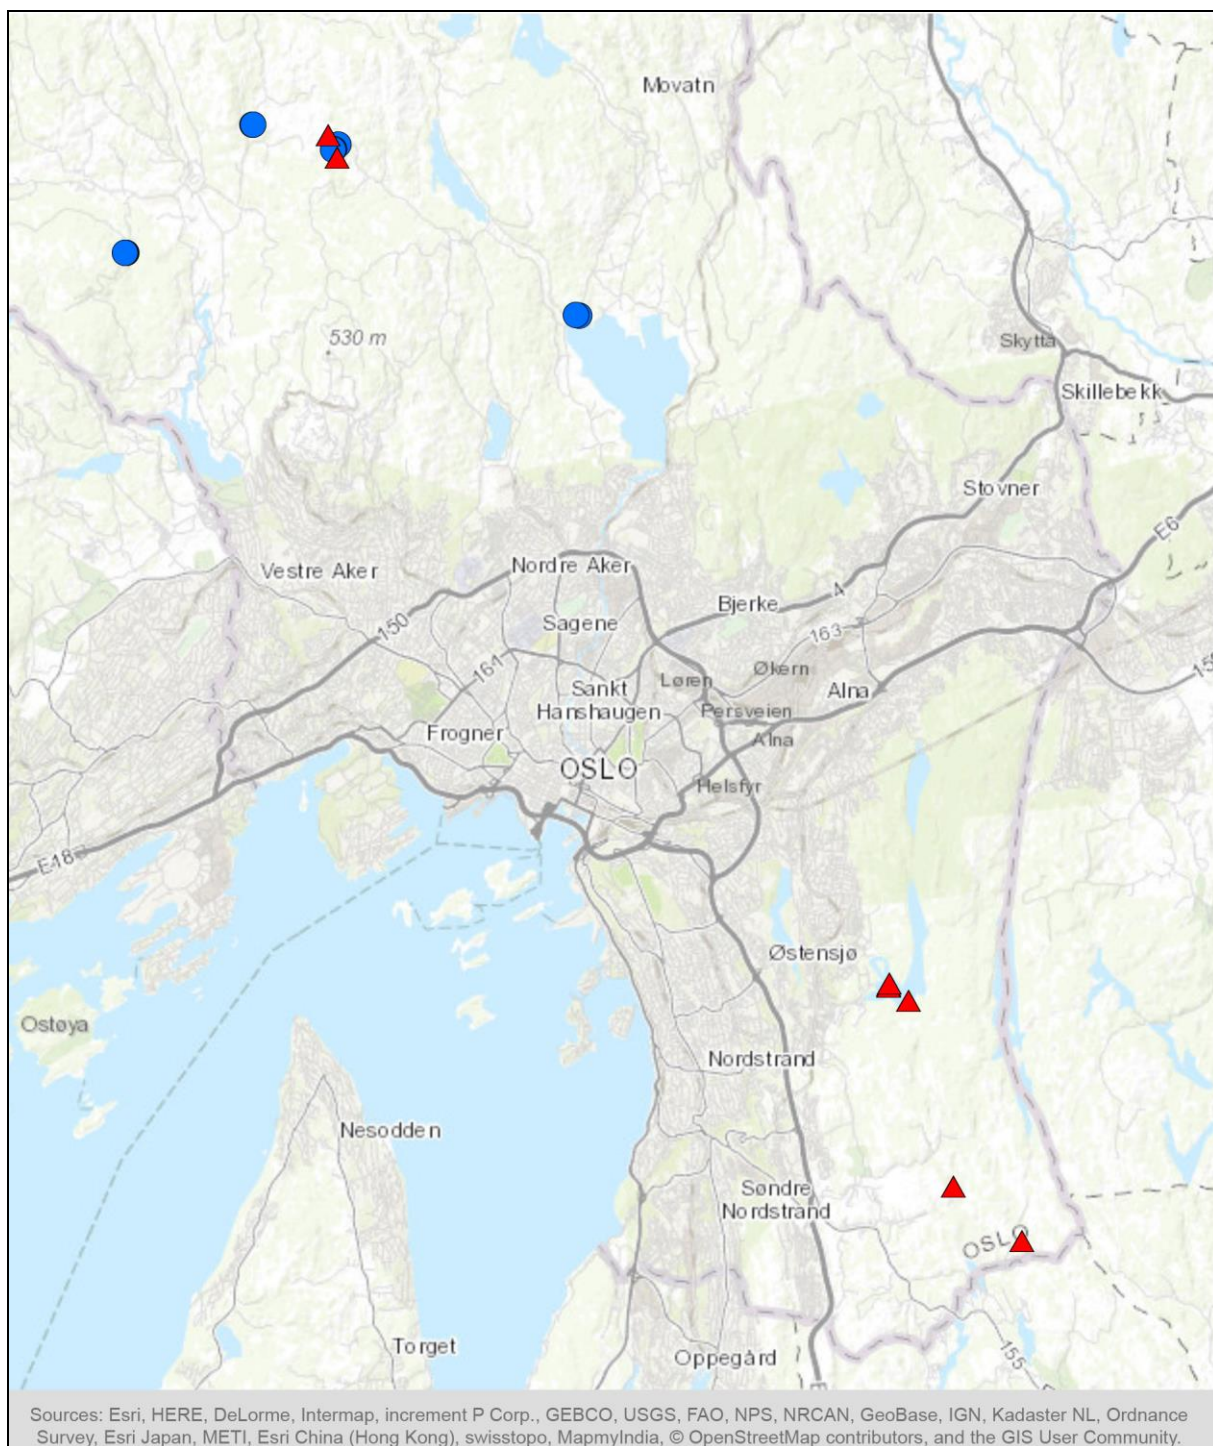 Movatn
530 m
Skytta
Skillebekk
Stovner
E6
Vestre Aker
Nordre Aker
Bjerke
4
150
Sagene
163
161
Økern
Løren
Sankt
Hanshaugen
Alna
Persveien
Frogner
Alna
OSLO
Helsfyr
E18
Østensjø
Ostøya
Nordstrand
Nesodden
Søndre
Nordstrand
OSLO
Torget
155
Oppegård
Sources: Esri, HERE, DeLorme, Intermap, increment P Corp., GEBCO, USGS, FAO, NPS, NRCAN, GeoBase, IGN, Kadaster NL, Ordnance
Survey, Esri Japan, METI, Esri China (Hong Kong), swisstopo, MapmyIndia, © OpenStreetMap contributors, and the GIS User Community.